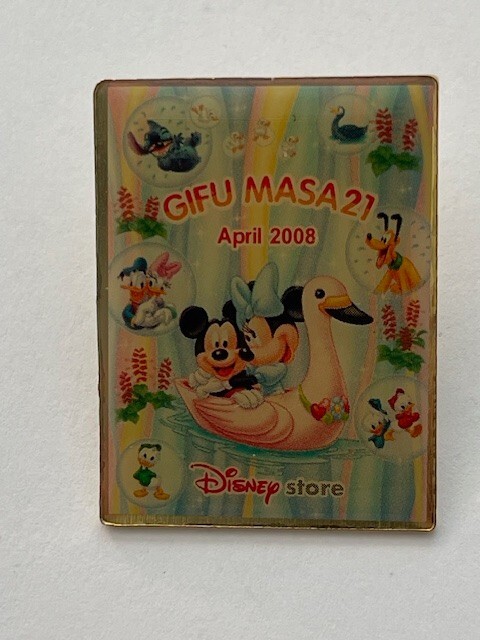 GIFU MASA21
April 2008
Disney store